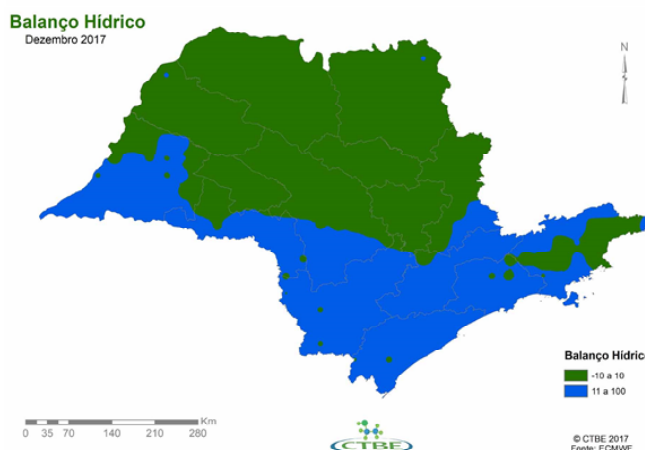 Balanço Hídrico
Dezembro 2017
N
Balanço Hídric
-10 a 10
11 a 100
Km
0 35 70 140 210 280
CTBE
© CTBE 2017
Fonte: ECMWF